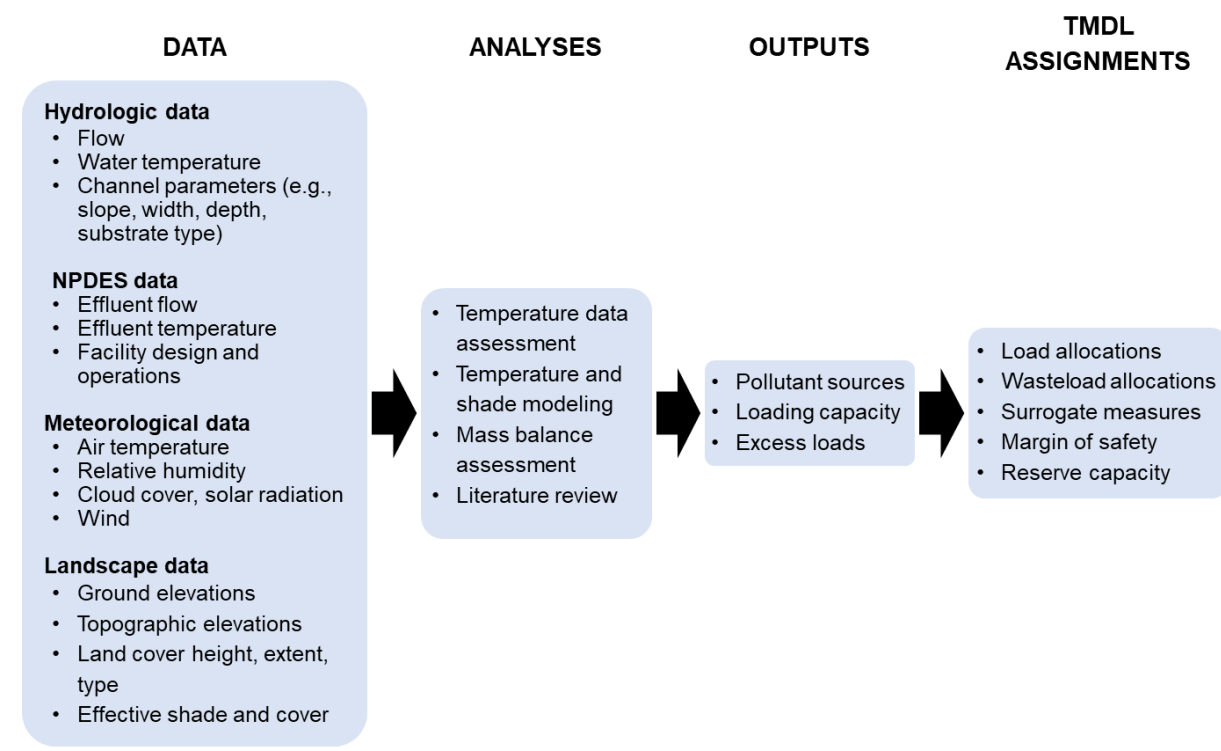 DATA
Hydrologic data
• Flow
• Water temperature
• Channel parameters (e.g.,
slope, width, depth,
substrate type)
NPDES data
• Effluent flow
• Effluent temperature
• Facility design and
operations
Meteorological data
• Air temperature
• Relative humidity
• Cloud cover, solar radiation
• Wind
Landscape data
• Ground elevations
• Topographic elevations
• Land cover height, extent,
type
• Effective shade and cover
ANALYSES
• Temperature data
assessment
• Temperature and
shade modeling
• Mass balance
assessment
• Literature review
OUTPUTS
• Pollutant sources
• Loading capacity
• Excess loads
TMDL
ASSIGNMENTS
• Load allocations
• Wasteload allocations
• Surrogate measures
• Margin of safety
• Reserve capacity